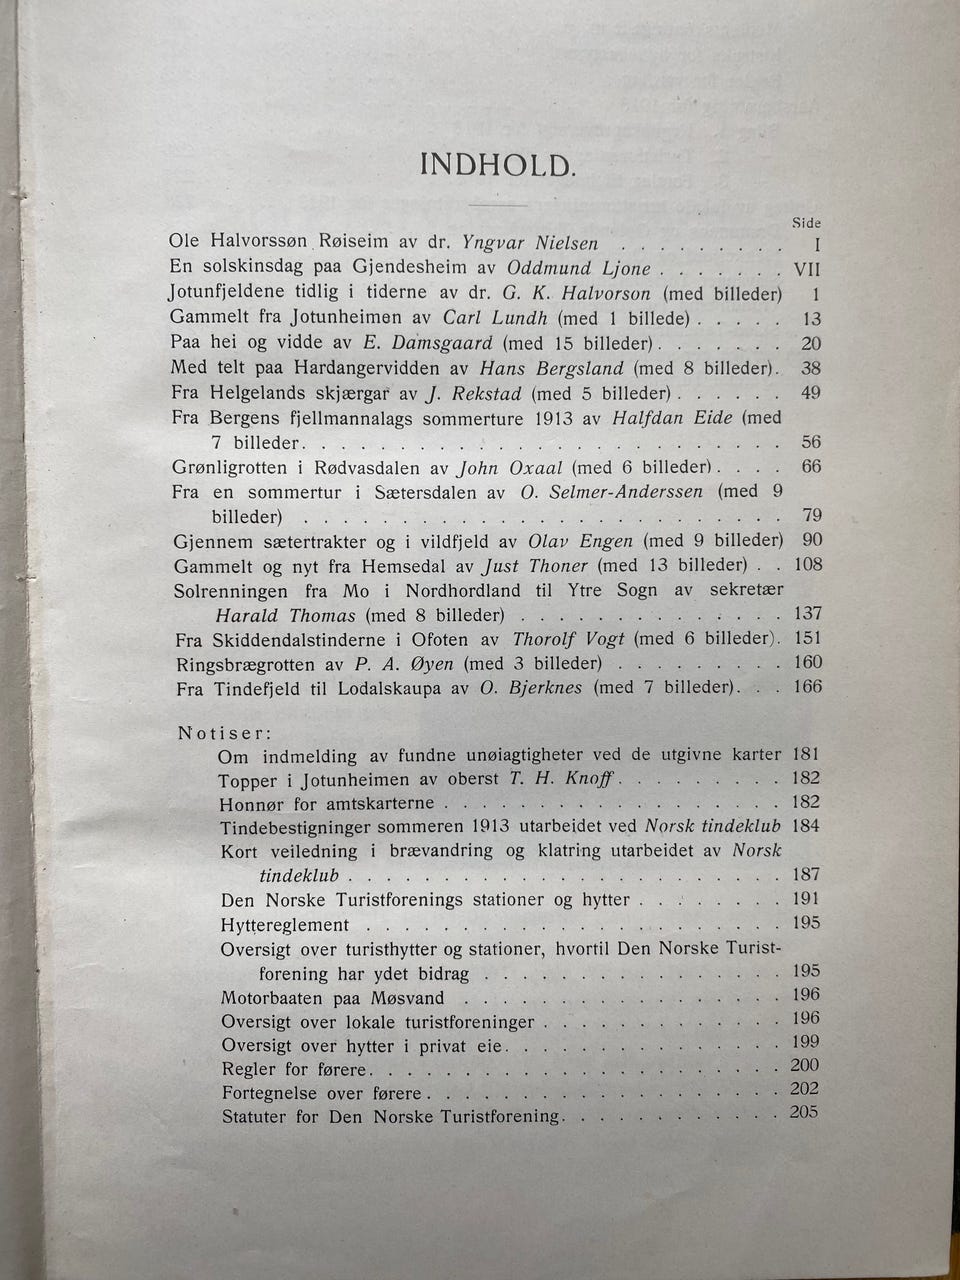 INDHOLD.
Side
Ole Halvorssøn Røiseim av dr. Yngvar Nielsen . . . . . . . . . I
En solskinsdag paa Gjendesheim av Oddmund Ljone . . . . . . . VII
Jotunfjeldene tidlig i tiderne av dr. G. K. Halvorson (med billeder) 1
Gammelt fra Jotunheimen av Carl Lundh (med 1 billede) . . . . . 13
Paa hei og vidde av E. Damsgaard (med 15 billeder) . . . . . . . 20
Med telt paa Hardangervidden av Hans Bergsland (med 8 billeder). 38
Fra Helgelands skjærgar av J. Rekstad (med 5 billeder) . . . . . . 49
Fra Bergens fjellmannalags sommerture 1913 av Halfdan Eide (med
7 billeder. . . . . . . . . . . . . . . . . . . . . . . . . . 56
Grønligrotten i Rødvasdalen av John Oxaal (med 6 billeder) . . . . 66
Fra en sommertur i Sætersdalen av O. Selmer-Anderssen (med 9
billeder) . . . . . . . . . . . . . . . . . . . . . . . . . 79
Gjennem sætertrakter og i vildfjeld av Olav Engen (med 9 billeder) 90
Gammelt og nyt fra Hemsedal av Just Thoner (med 13 billeder) . . 108
Solrenningen fra Mo i Nordhordland til Ytre Sogn av sekretær
Harald Thomas (med 8 billeder) . . . . . . . . . . . . . . 137
Fra Skiddendalstinderne i Ofoten av Thorolf Vogt (med 6 billeder). 151
Ringsbrægrotten av P. A. Øyen (med 3 billeder) . . . . . . . . . 160
Fra Tindefjeld til Lodalskaupa av O. Bjerknes (med 7 billeder). . . 166
Notiser:
Om indmelding av fundne unøiagtigheter ved de utgivne karter 181
Topper i Jotunheimen av oberst T. H. Knoff. . . . . . . . . . 182
Honnør for amtskarterne . . . . . . . . . . . . . . . . . . 182
Tindebestigninger sommeren 1913 utarbeidet ved Norsk tindeklub 184
Kort veiledning i brævandring og klatring utarbeidet av Norsk
tindeklub . . . . . . . . . . . . . . . . . . . . . . . 187
Den Norske Turistforenings stationer og hytter . . . . . . . . 191
Hyttereglement . . . . . . . . . . . . . . . . . . . . . . 195
Oversigt over turisthytter og stationer, hvortil Den Norske Turist-
forening har ydet bidrag . . . . . . . . . . . . . . . . 195
Motorbaaten paa Møsvand . . . . . . . . . . . . . . . . . 196
Oversigt over lokale turistforeninger . . . . . . . . . . . . . 196
Oversigt over hytter i privat eie. . . . . . . . . . . . . . . . 199
Regler for førere. . . . . . . . . . . . . . . . . . . . . . . 200
Fortegnelse over førere . . . . . . . . . . . . . . . . . . . 202
Statuter for Den Norske Turistforening. . . . . . . . . . . . 205